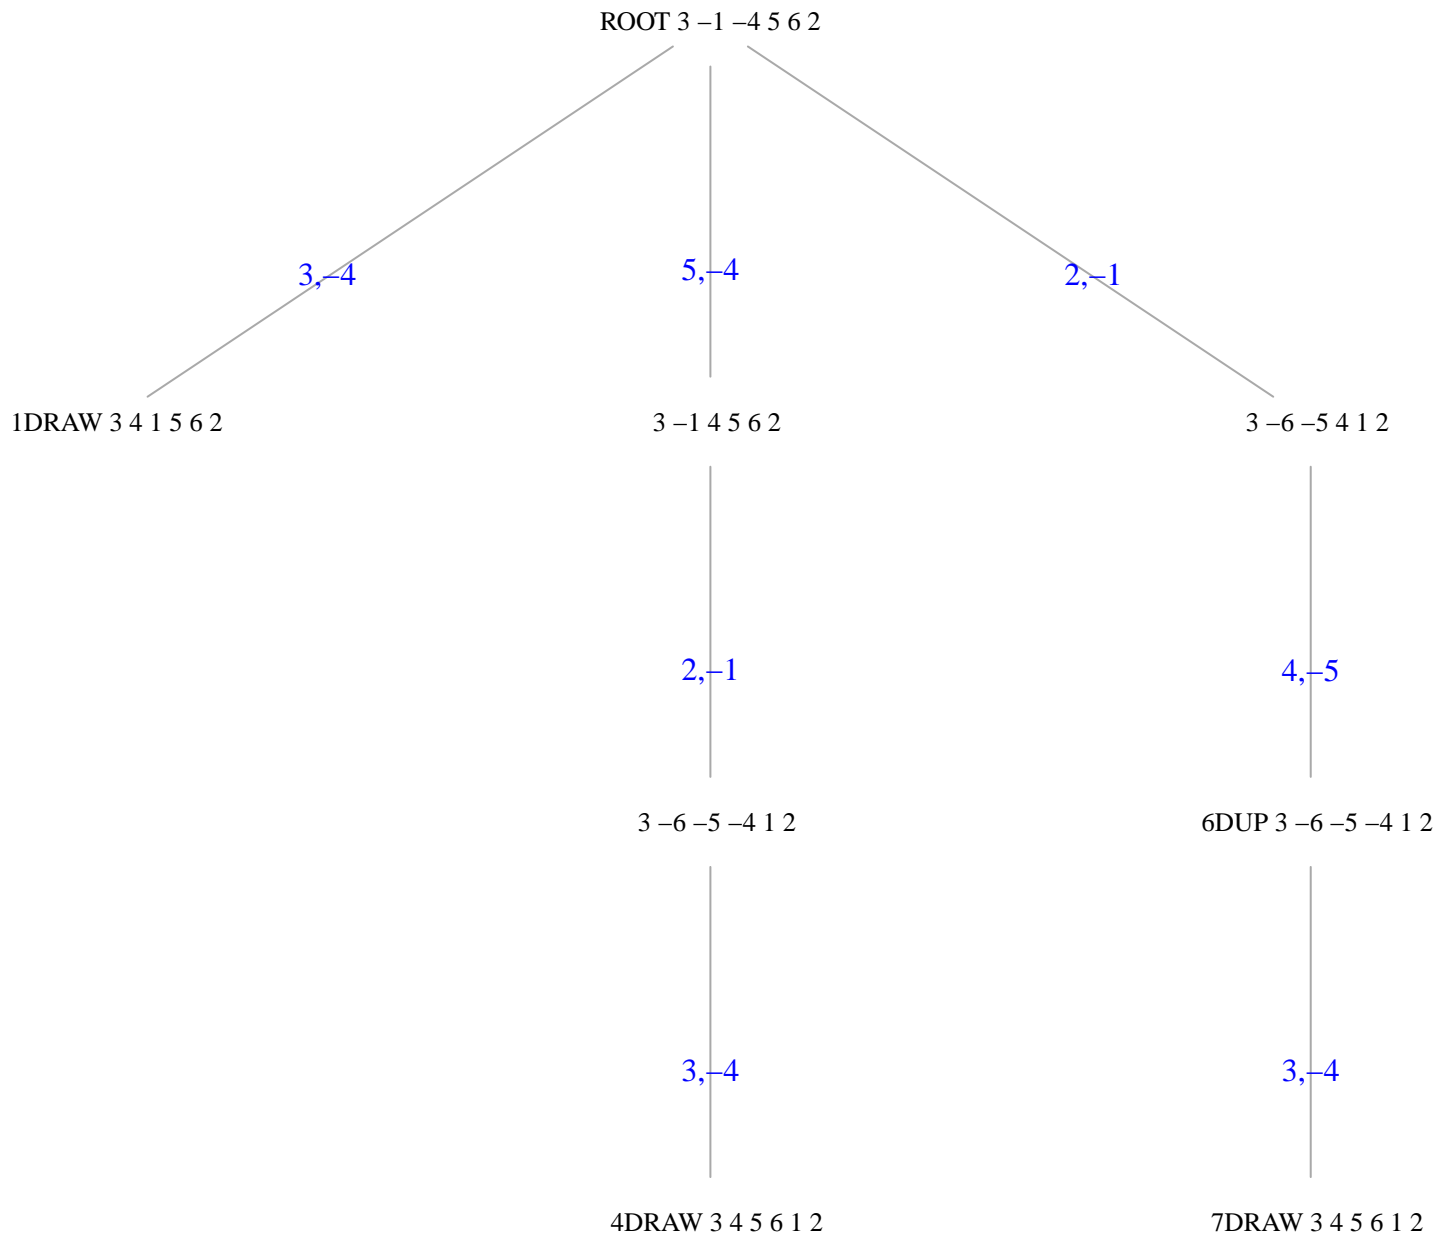 ROOT 3 –1 –4 5 6 2
3,–4
5,–4
2,–1
1DRAW 3 4 1 5 6 2
3 –1 4 5 6 2
3 –6 –5 4 1 2
2,–1
4,–5
3 –6 –5 –4 1 2
6DUP 3 –6 –5 –4 1 2
3,–4
3,–4
4DRAW 3 4 5 6 1 2
7DRAW 3 4 5 6 1 2